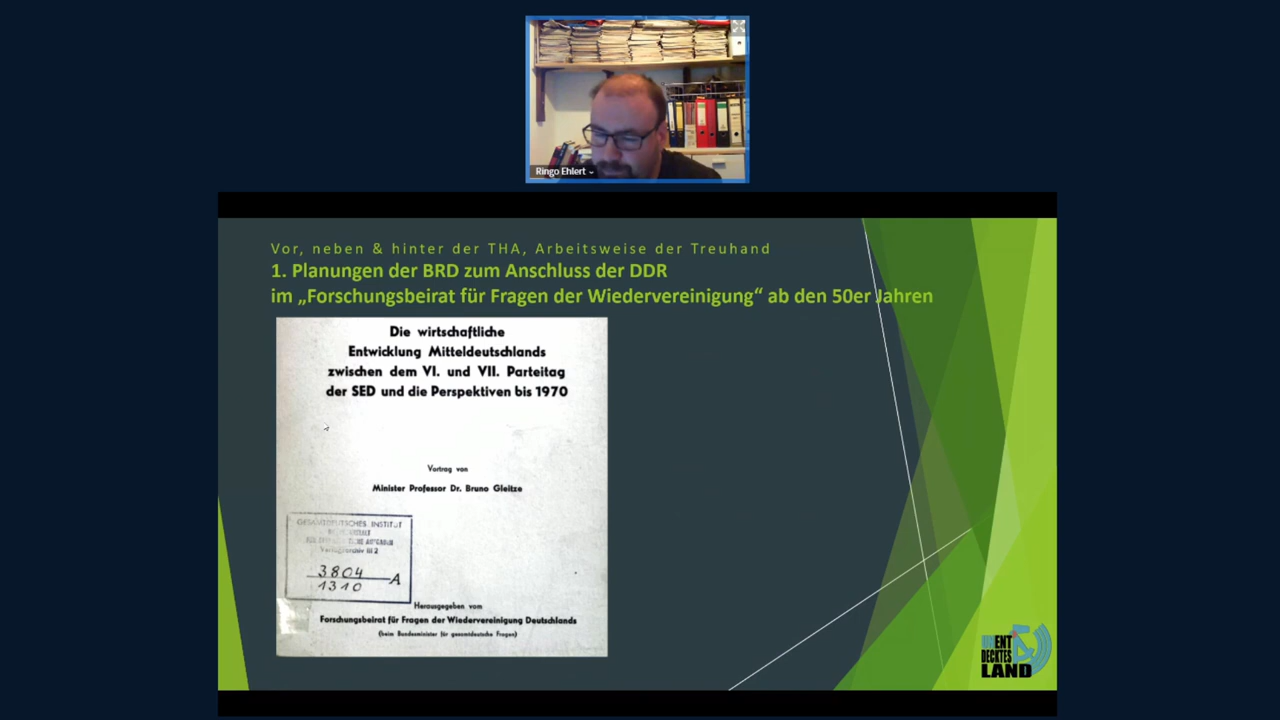 Ringo Ehlert
Vor, neben & hinter der THA, Arbeitsweise der Treuhand
1. Planungen der BRD zum Anschluss der DDR
im „Forschungsbeirat für Fragen der Wiedervereinigung“ ab den 50er Jahren
Die wirtschaftliche
Entwicklung Mitteldeutschlands
zwischen dem VI. und VII. Parteitag
der SED und die Perspektiven bis 1970
Vortrag von
Minister Professor Dr. Bruno Gleitze
GESAMTDEUTSCHES INSTITUT
III 2
3804
A
1310
Herausgegeben vom
Forschungsbeirat für Fragen der Wiedervereinigung Deutschlands
(beim Bundesminister für gesamtdeutsche Fragen)
ENT
DECKTES
LAND